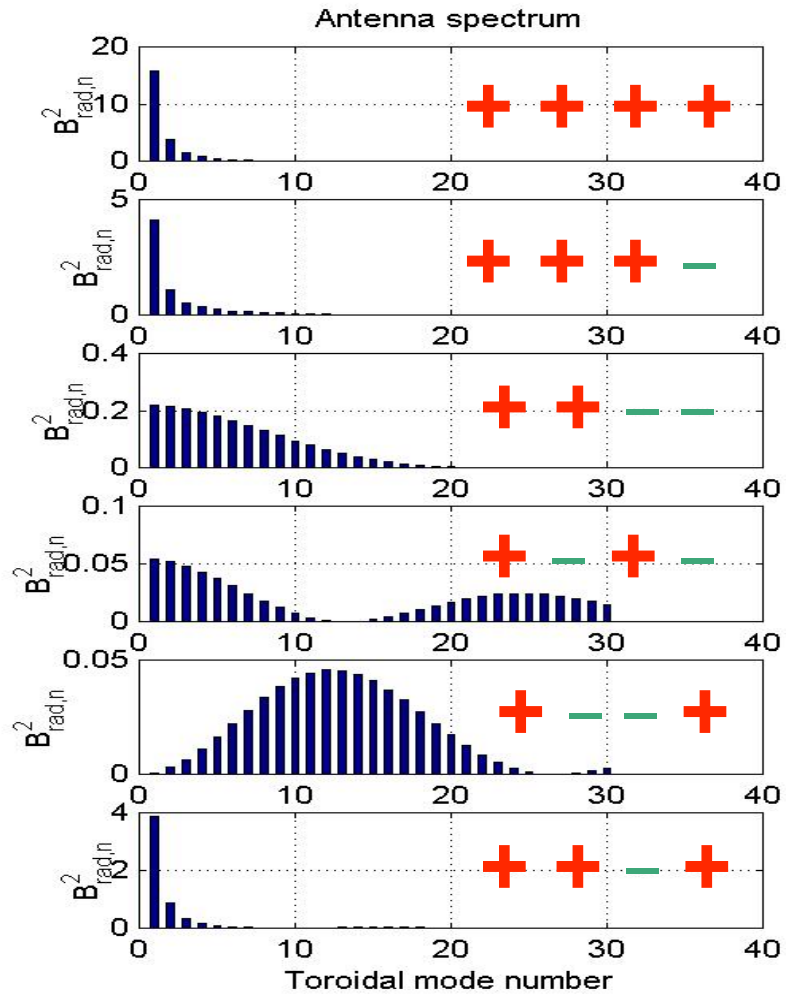 Antenna spectrum
20
10
0
B²rad,n
+ + + +
0 10 20 30 40
5
0
B²rad,n
+ + + −
0 10 20 30 40
0.4
0.2
0
B²rad,n
+ + − −
0 10 20 30 40
0.1
0.05
0
B²rad,n
+ − + −
0 10 20 30 40
0.05
0
B²rad,n
+ − − +
0 10 20 30 40
4
2
0
B²rad,n
+ + − +
0 10 20 30 40
Toroidal mode number